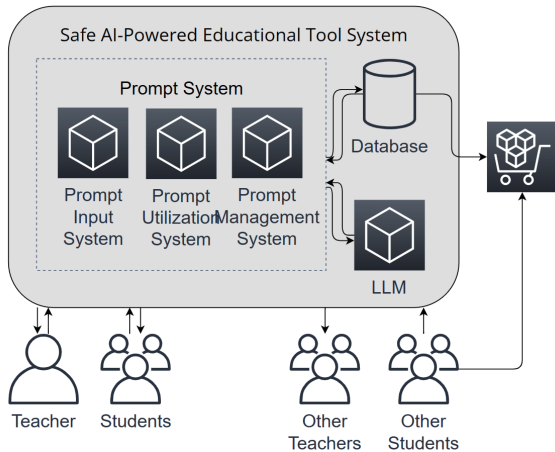 Safe AI-Powered Educational Tool System
Prompt System
Prompt
Input
System
Prompt
Utilization
System
Prompt
Management
System
Database
LLM
Teacher
Students
Other
Teachers
Other
Students